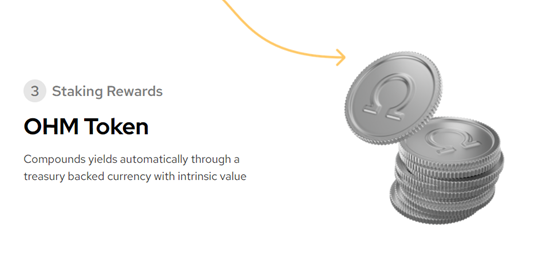 3 Staking Rewards
OHM Token
Compounds yields automatically through a
treasury backed currency with intrinsic value